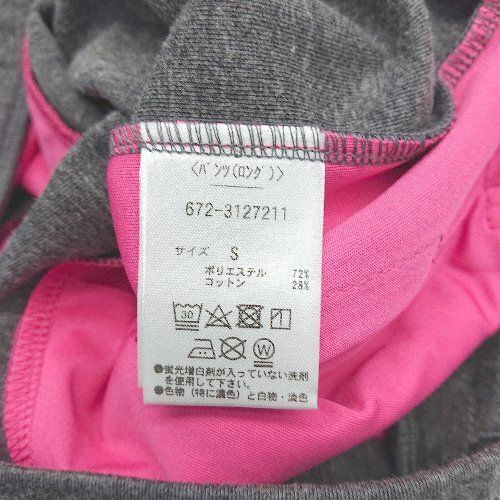 〈ﾊﾟﾝﾂ(ﾛﾝｸﾞ)〉
672-3127211
サイズ S
ポリエステル 72%
コットン 28%
30
W
●蛍光増白剤が入っていない洗剤
を使用して下さい。
●色物(特に濃色)と白物・淡色